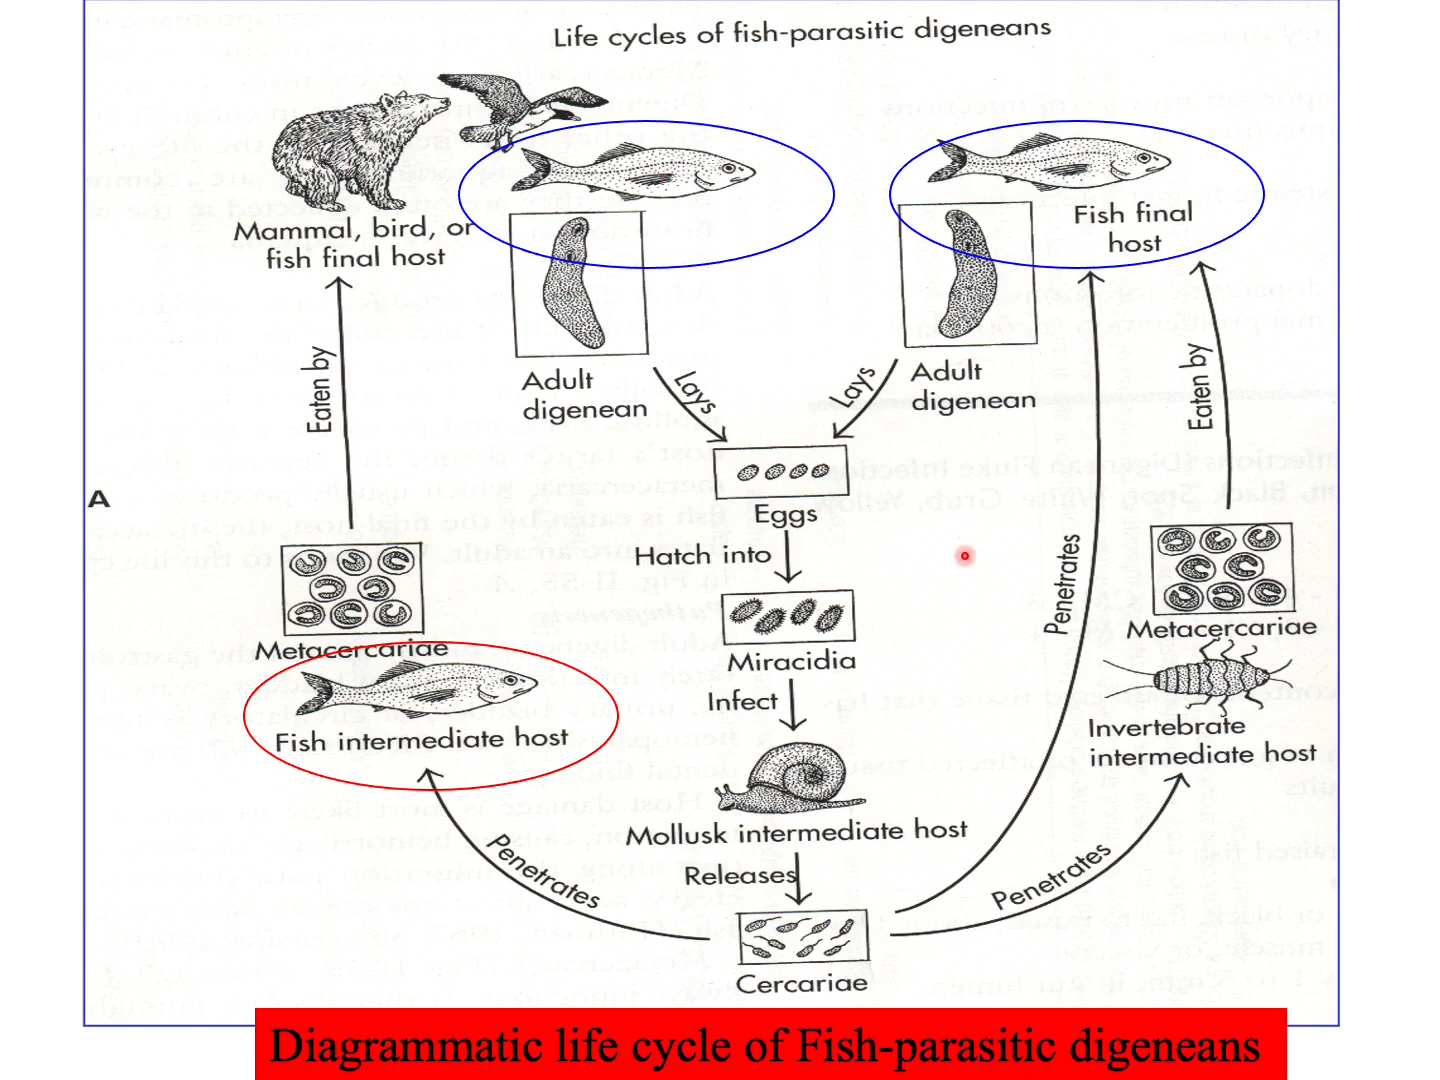 Life cycles of fish-parasitic digeneans
Mammal, bird, or
fish final host
Fish final
host
Eaten by
Adult
digenean
Lays
Lays
Adult
digenean
Eaten by
A
Eggs
Hatch into
Penetrates
Metacercariae
Miracidia
Metacercariae
Infect
Fish intermediate host
Invertebrate
intermediate host
Mollusk intermediate host
Penetrates
Releases
Penetrates
Cercariae
Diagrammatic life cycle of Fish-parasitic digeneans